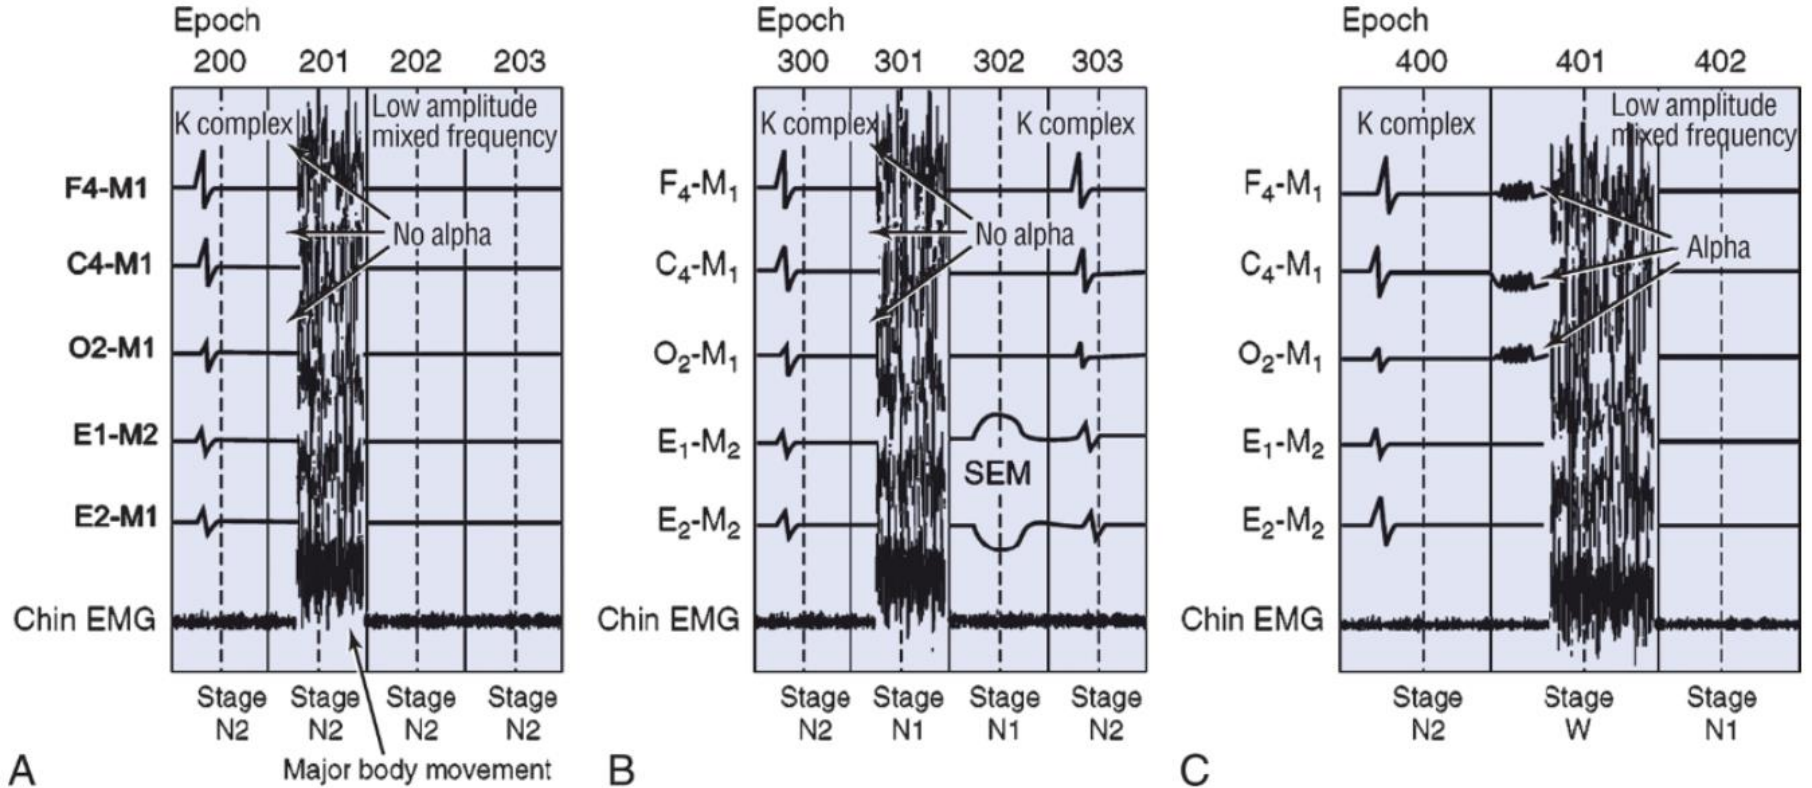 Epoch
200 201 202 203
K complex
Low amplitude
mixed frequency
F4-M1
No alpha
C4-M1
O2-M1
E1-M2
E2-M1
Chin EMG
Stage N2
Stage N2
Stage N2
Stage N2
Major body movement
A
Epoch
300 301 302 303
K complex
K complex
F4-M1
No alpha
C4-M1
O2-M1
E1-M2
SEM
E2-M2
Chin EMG
Stage N2
Stage N1
Stage N1
Stage N2
B
Epoch
400 401 402
K complex
Low amplitude
mixed frequency
F4-M1
Alpha
C4-M1
O2-M1
E1-M2
E2-M2
Chin EMG
Stage N2
Stage W
Stage N1
C